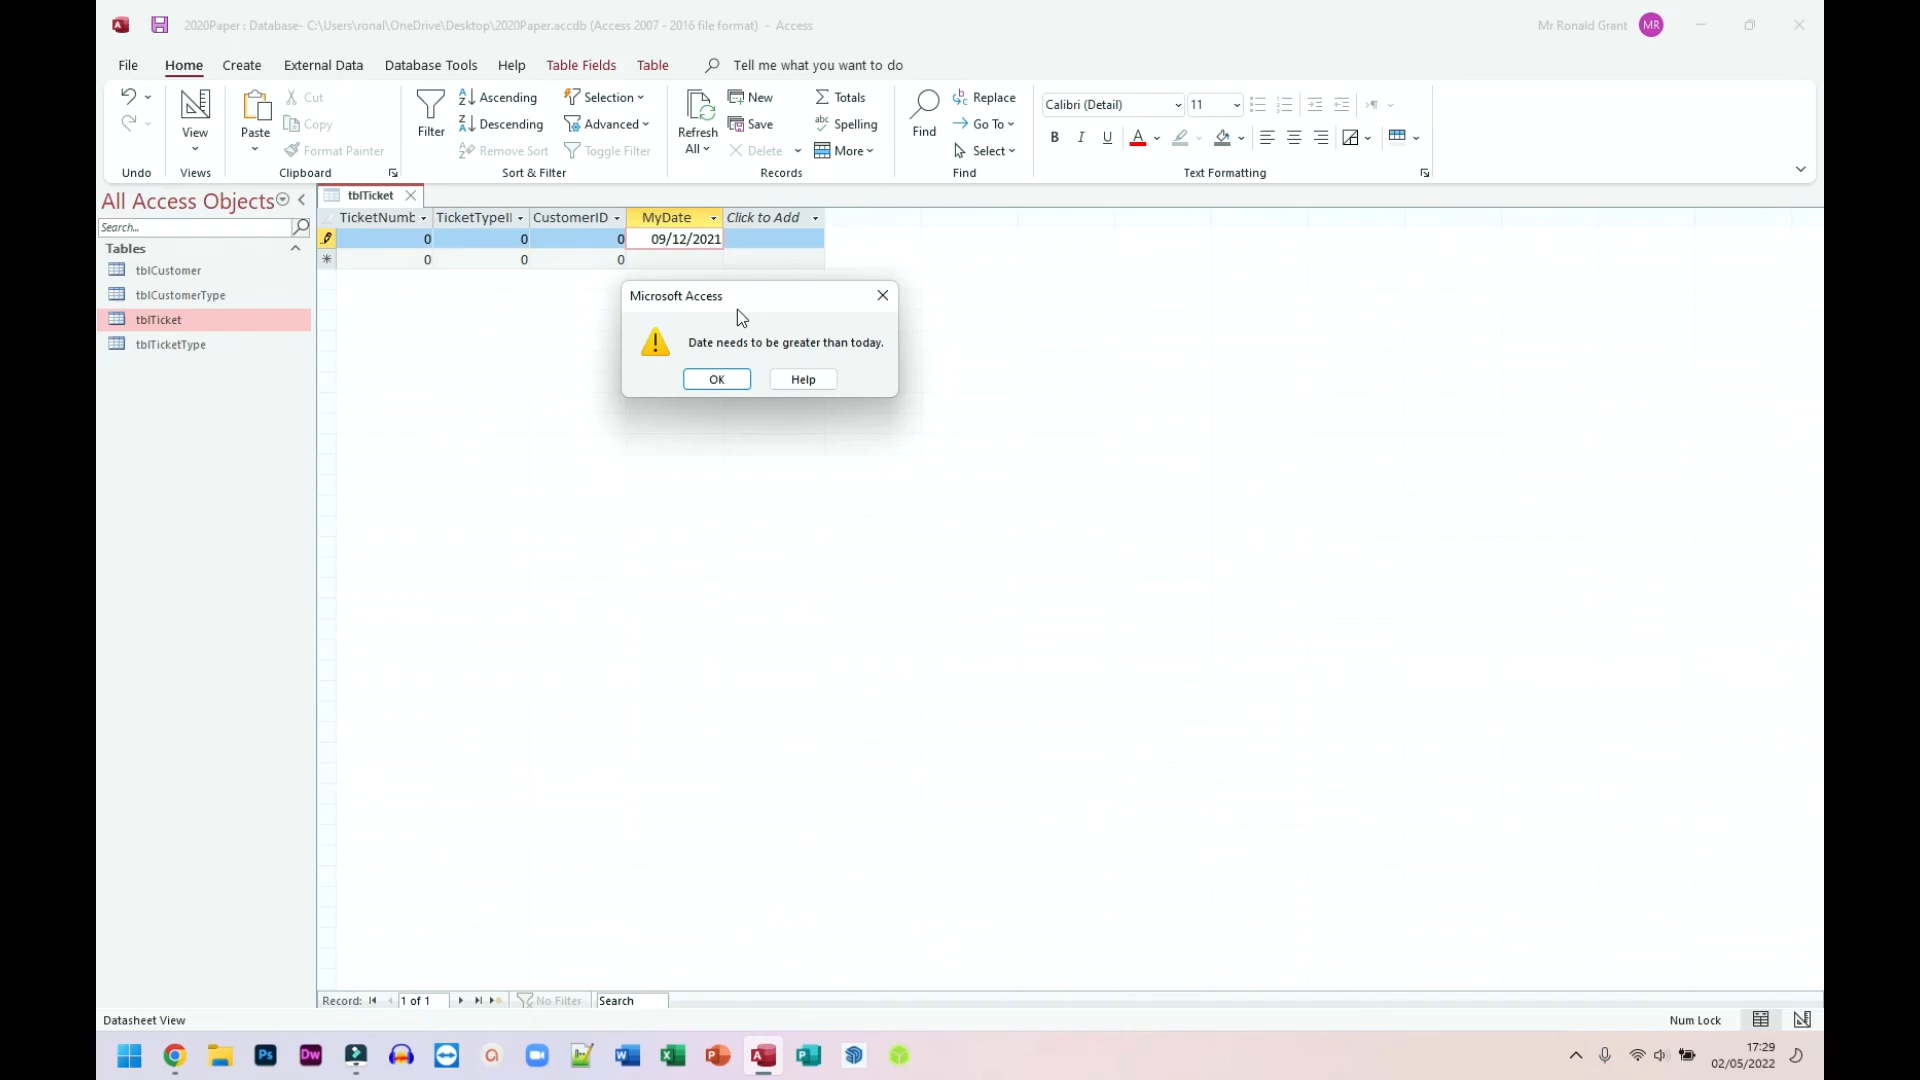 2020Paper : Database- C:\Users\ronal\OneDrive\Desktop\2020Paper.accdb (Access 2007 - 2016 file format) - Access
Mr Ronald Grant MR
File Home Create External Data Database Tools Help Table Fields Table Tell me what you want to do
Undo
View
Views
Paste
Cut
Copy
Format Painter
Clipboard
Filter
Ascending
Descending
Remove Sort
Selection
Advanced
Toggle Filter
Sort & Filter
Refresh
All
New
Save
Delete
Totals
Spelling
More
Records
Find
Replace
Go To
Select
Find
Calibri (Detail) 11
B I U A
Text Formatting
All Access Objects
Search...
Tables
tblCustomer
tblCustomerType
tblTicket
tblTicketType
tblTicket
TicketNumb TicketTypeI CustomerID MyDate Click to Add
0 0 0 09/12/2021
0 0 0
Microsoft Access
Date needs to be greater than today.
OK Help
Record: 1 of 1 No Filter Search
Datasheet View
Num Lock
Ps Dw
17:29
02/05/2022